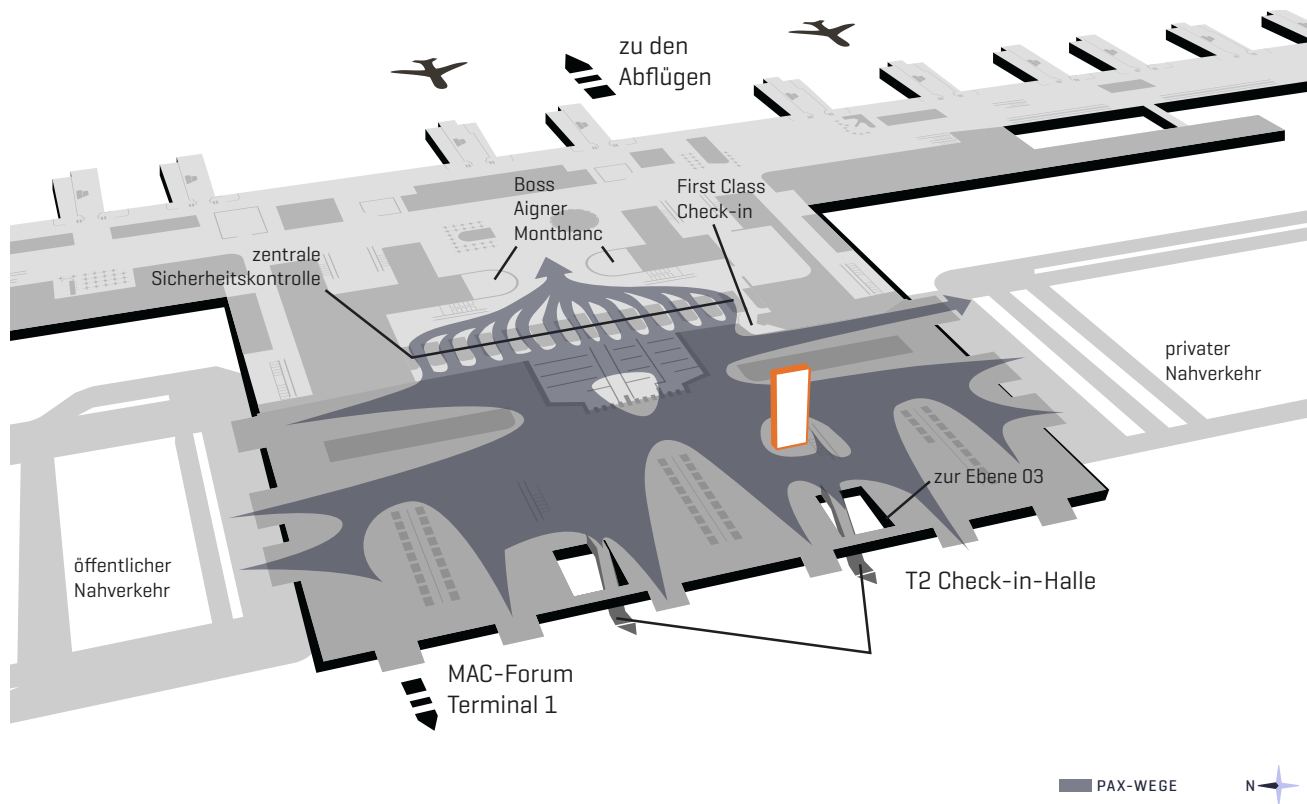 zu den
Abflügen
Boss
Aigner
Montblanc
First Class
Check-in
zentrale
Sicherheitskontrolle
privater
Nahverkehr
zur Ebene 03
öffentlicher
Nahverkehr
T2 Check-in-Halle
MAC-Forum
Terminal 1
PAX-WEGE
N